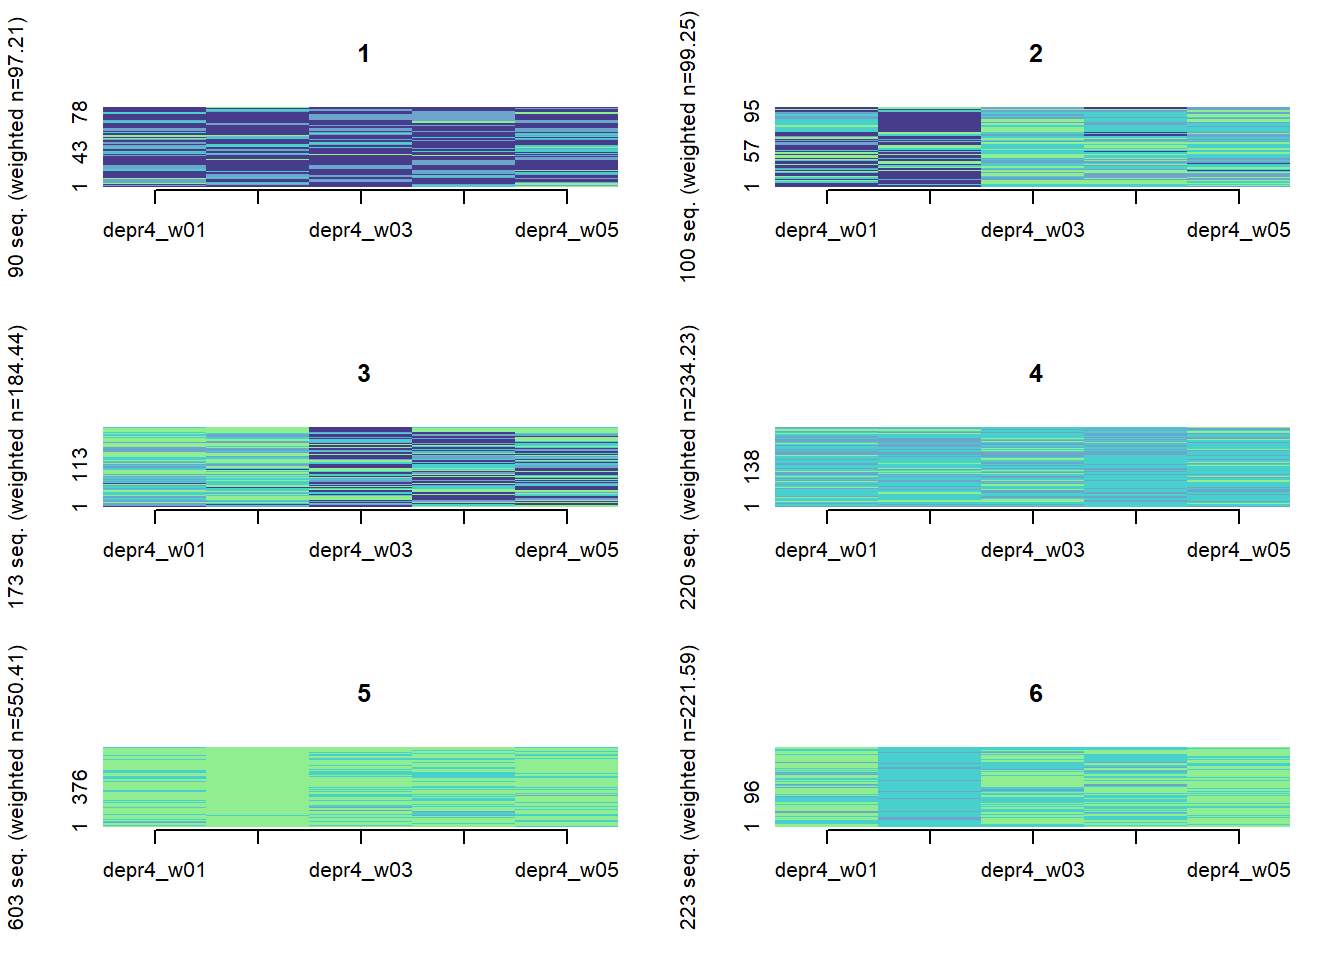 1
90 seq. (weighted n=97.21)
78
43
1
depr4_w01 depr4_w03 depr4_w05
2
100 seq. (weighted n=99.25)
95
57
1
depr4_w01 depr4_w03 depr4_w05
3
173 seq. (weighted n=184.44)
113
1
depr4_w01 depr4_w03 depr4_w05
4
220 seq. (weighted n=234.23)
138
1
depr4_w01 depr4_w03 depr4_w05
5
603 seq. (weighted n=550.41)
376
1
depr4_w01 depr4_w03 depr4_w05
6
223 seq. (weighted n=221.59)
96
1
depr4_w01 depr4_w03 depr4_w05